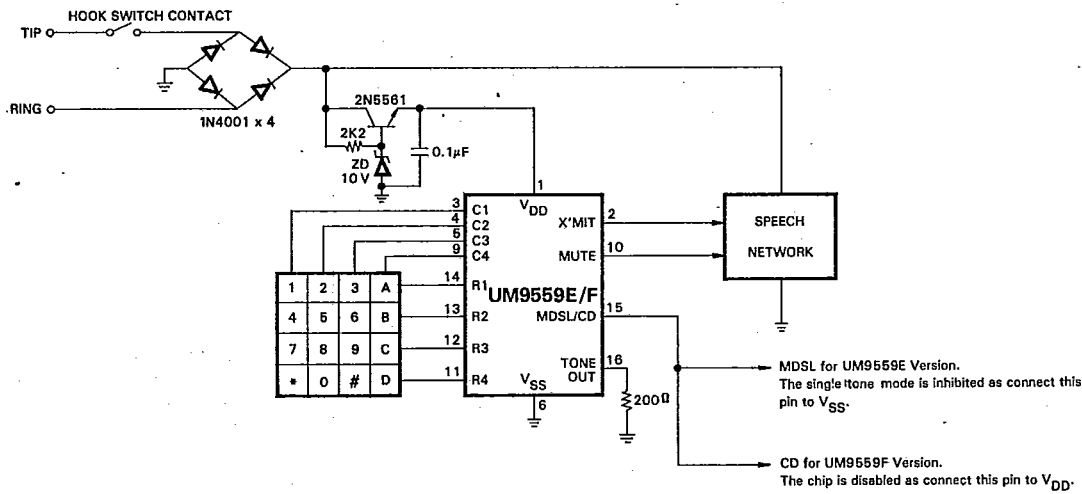 HOOK SWITCH CONTACT
TIP
RING
1N4001 x 4
2N5561
2K2
ZD
10 V
0.1µF
1
VDD
3 C1
4 C2
5 C3
9 C4
14 R1
13 R2
12 R3
11 R4
X'MIT 2
MUTE 10
UM9559E/F
MDSL/CD 15
TONE OUT 16
VSS
6
200Ω
SPEECH
NETWORK
1 2 3 A
4 5 6 B
7 8 9 C
* 0 # D
MDSL for UM9559E Version.
The single tone mode is inhibited as connect this
pin to VSS.
CD for UM9559F Version.
The chip is disabled as connect this pin to VDD.